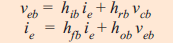 v_eb = h_ib i_e + h_rb v_cb
i_e = h_fb i_e + h_ob v_eb